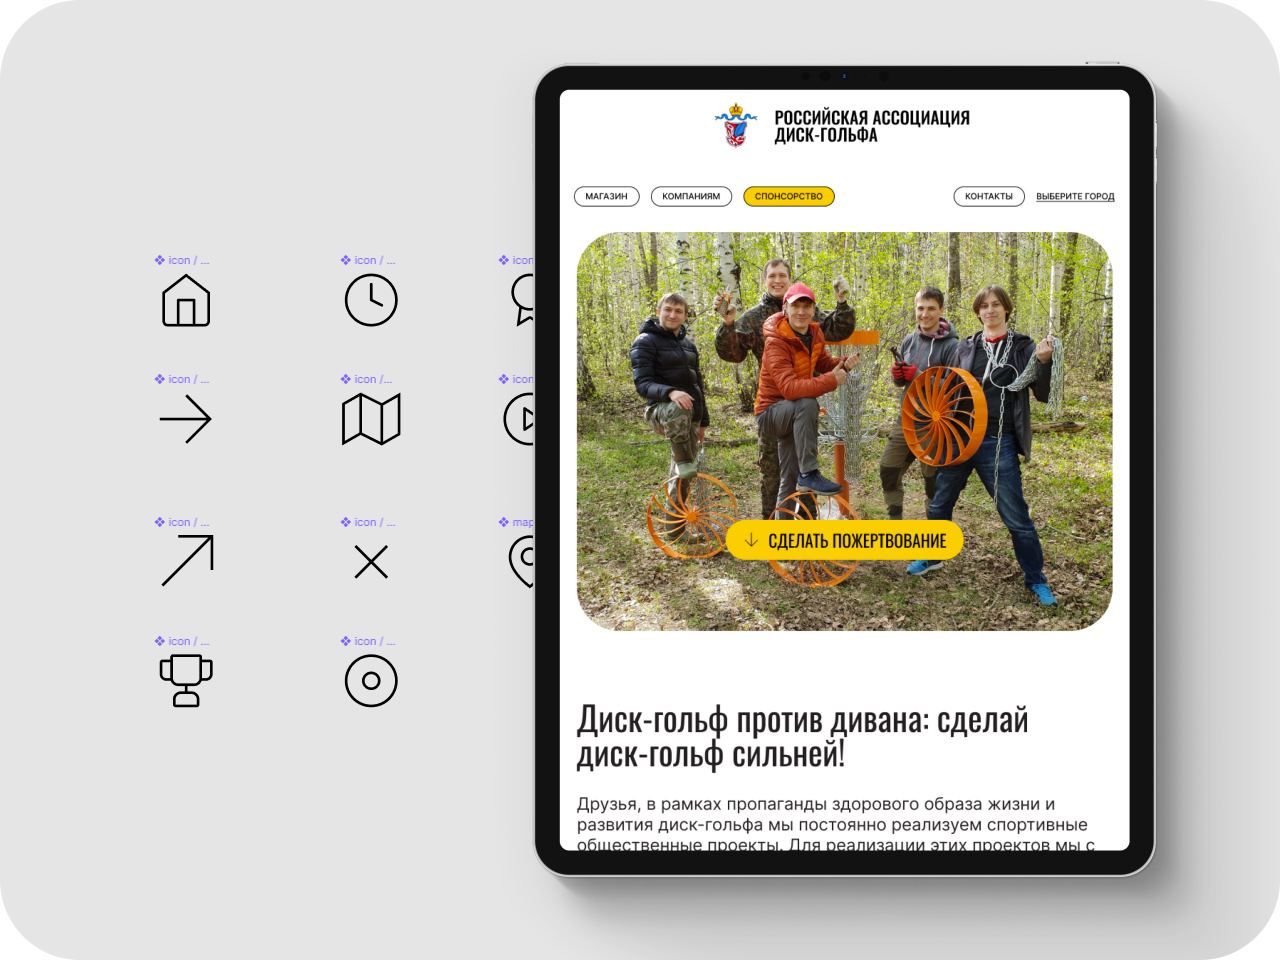 РОССИЙСКАЯ АССОЦИАЦИЯ
ДИСК-ГОЛЬФА
МАГАЗИН
КОМПАНИЯМ
СПОНСОРСТВО
КОНТАКТЫ
ВЫБЕРИТЕ ГОРОД
icon / ...
icon / ...
icon
icon / ...
icon /...
icon
icon / ...
icon / ...
map
icon / ...
icon / ...
СДЕЛАТЬ ПОЖЕРТВОВАНИЕ
Диск-гольф против дивана: сделай
диск-гольф сильней!
Друзья, в рамках пропаганды здорового образа жизни и
развития диск-гольфа мы постоянно реализуем спортивные
общественные проекты. Для реализации этих проектов мы с